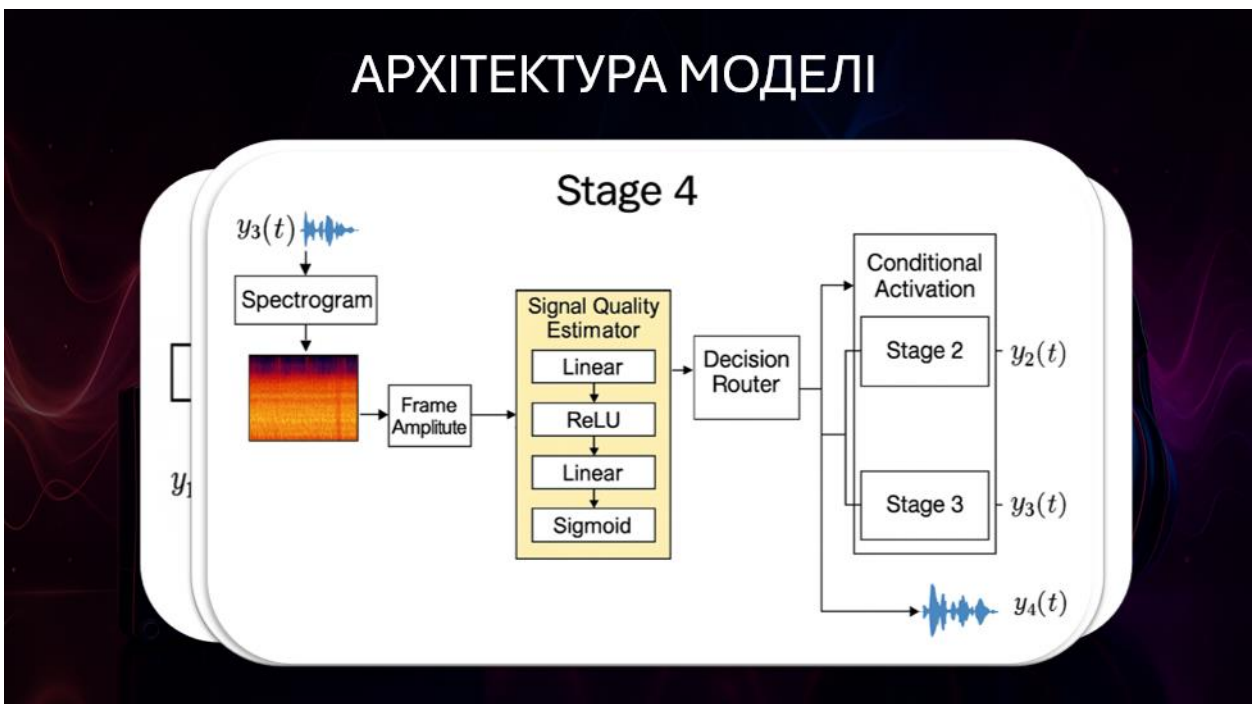 АРХІТЕКТУРА МОДЕЛІ
Stage 4
y₃(t)
Spectrogram
Frame
Amplitute
Signal Quality
Estimator
Linear
ReLU
Linear
Sigmoid
Decision
Router
Conditional
Activation
Stage 2
y₂(t)
Stage 3
y₃(t)
y₄(t)
y₁